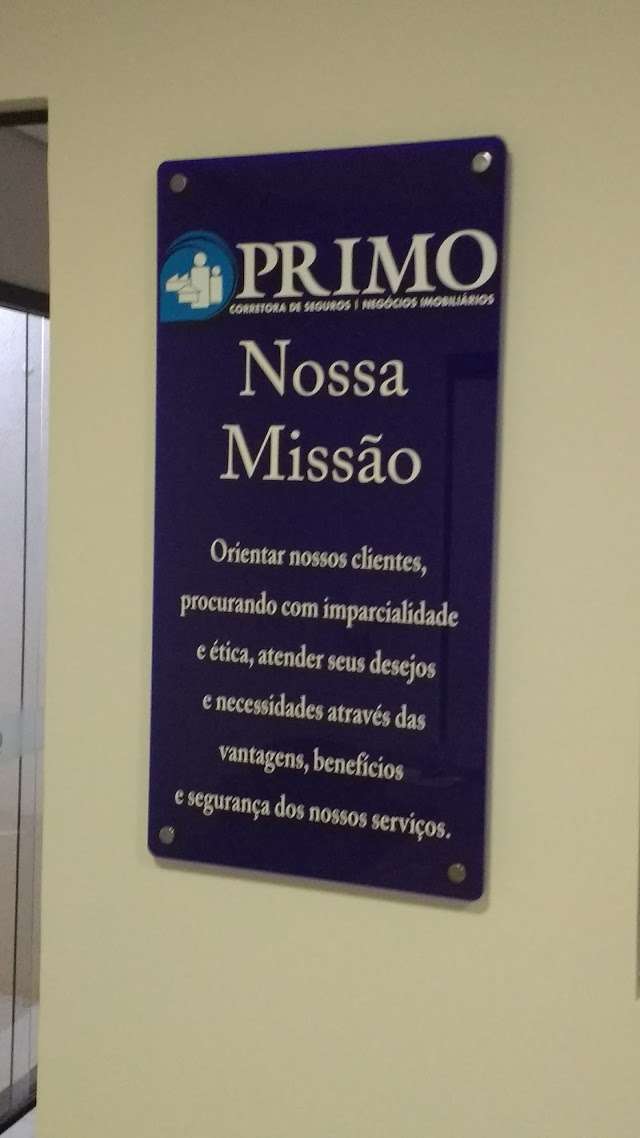 PRIMO
CORRETORA DE SEGUROS | NEGÓCIOS IMOBILIÁRIOS
Nossa
Missão
Orientar nossos clientes,
procurando com imparcialidade
e ética, atender seus desejos
e necessidades através das
vantagens, benefícios
e segurança dos nossos serviços.